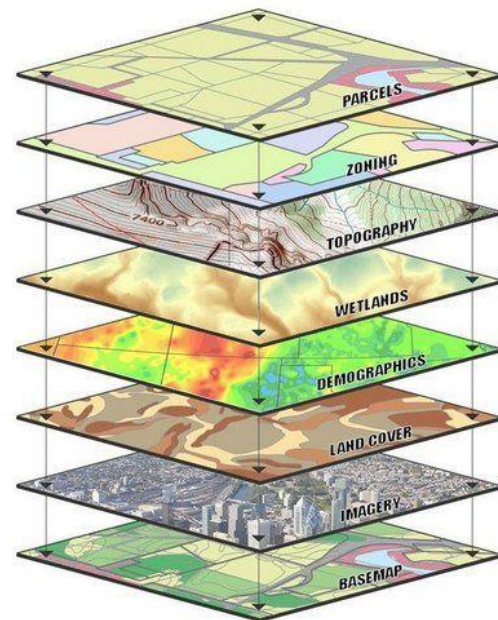 PARCELS
ZONING
7400
TOPOGRAPHY
WETLANDS
DEMOGRAPHICS
LAND COVER
IMAGERY
BASEMAP